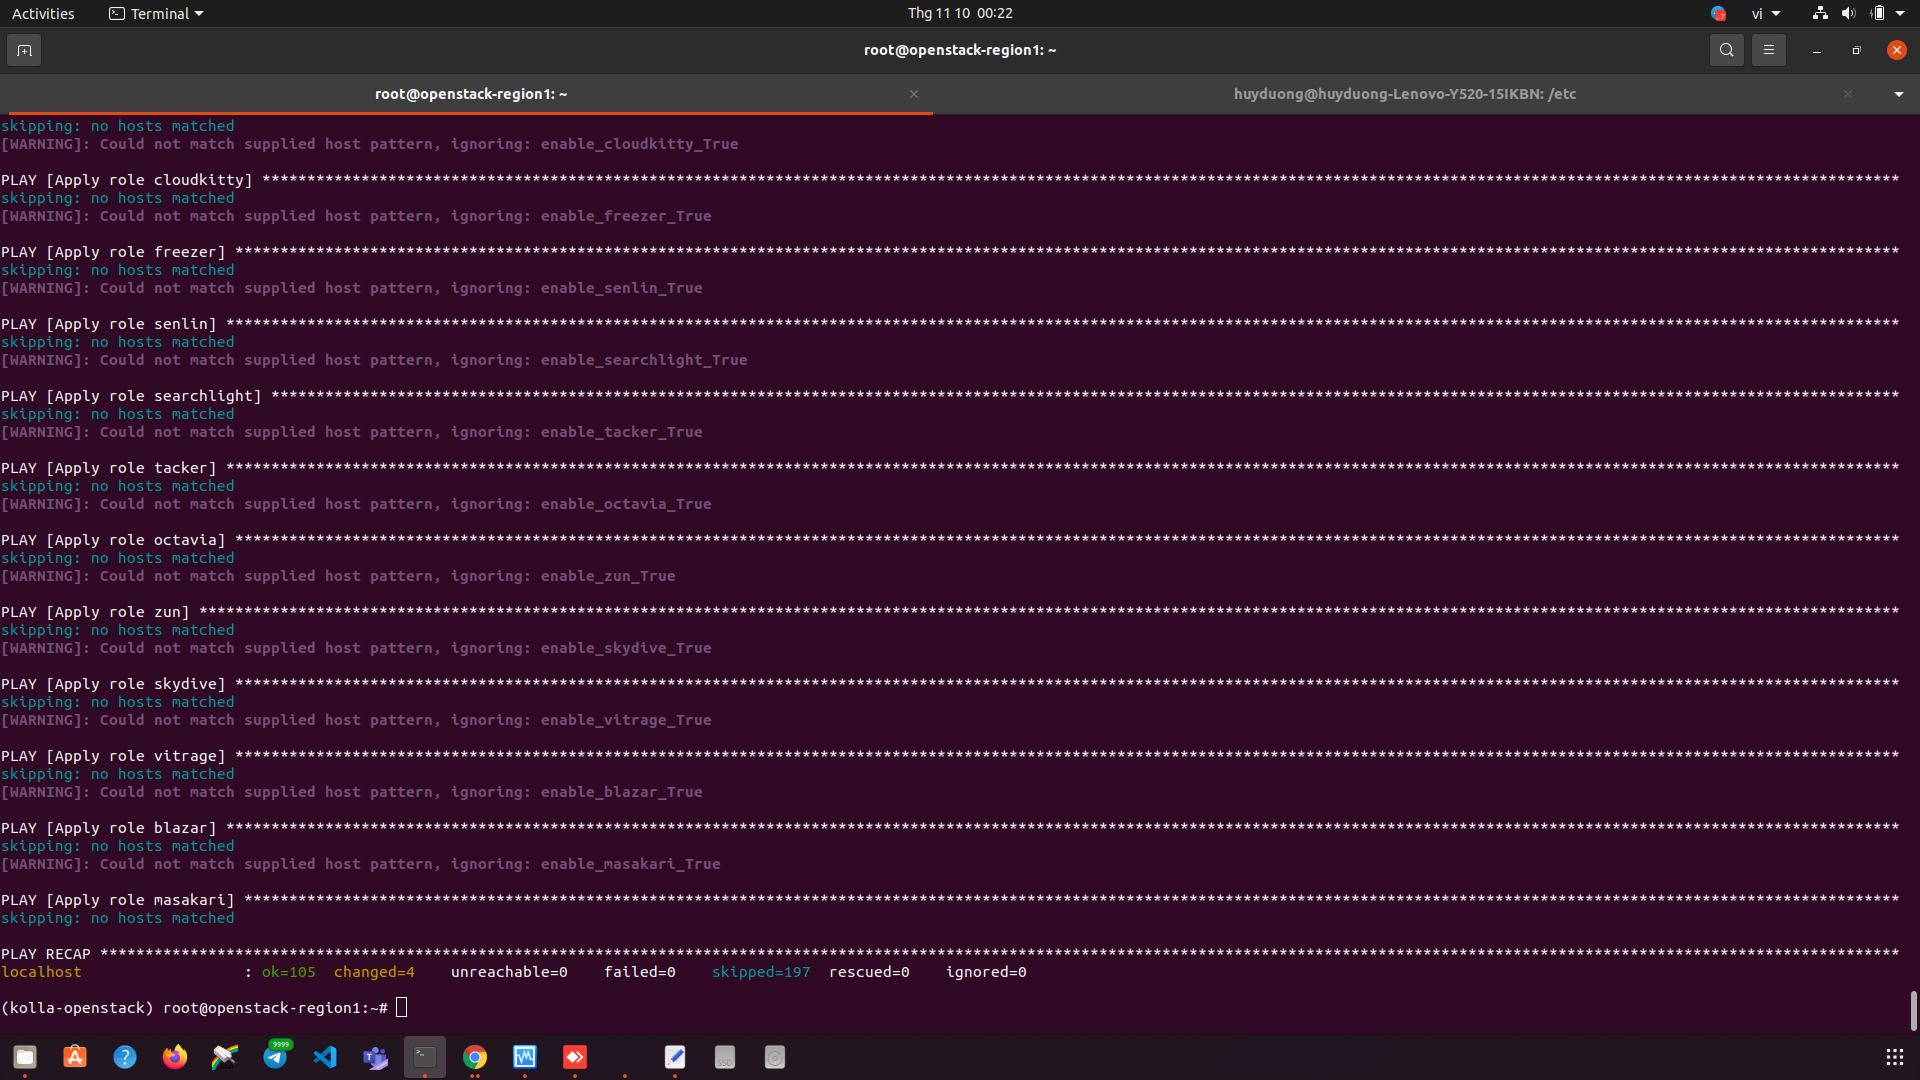 Activities Terminal Thg 11 10 00:22 vi
root@openstack-region1: ~
root@openstack-region1: ~ huyduong@huyduong-Lenovo-Y520-15IKBN: /etc
skipping: no hosts matched
[WARNING]: Could not match supplied host pattern, ignoring: enable_cloudkitty_True
PLAY [Apply role cloudkitty] **************************************************
skipping: no hosts matched
[WARNING]: Could not match supplied host pattern, ignoring: enable_freezer_True
PLAY [Apply role freezer] **************************************************
skipping: no hosts matched
[WARNING]: Could not match supplied host pattern, ignoring: enable_senlin_True
PLAY [Apply role senlin] **************************************************
skipping: no hosts matched
[WARNING]: Could not match supplied host pattern, ignoring: enable_searchlight_True
PLAY [Apply role searchlight] **************************************************
skipping: no hosts matched
[WARNING]: Could not match supplied host pattern, ignoring: enable_tacker_True
PLAY [Apply role tacker] **************************************************
skipping: no hosts matched
[WARNING]: Could not match supplied host pattern, ignoring: enable_octavia_True
PLAY [Apply role octavia] **************************************************
skipping: no hosts matched
[WARNING]: Could not match supplied host pattern, ignoring: enable_zun_True
PLAY [Apply role zun] **************************************************
skipping: no hosts matched
[WARNING]: Could not match supplied host pattern, ignoring: enable_skydive_True
PLAY [Apply role skydive] **************************************************
skipping: no hosts matched
[WARNING]: Could not match supplied host pattern, ignoring: enable_vitrage_True
PLAY [Apply role vitrage] **************************************************
skipping: no hosts matched
[WARNING]: Could not match supplied host pattern, ignoring: enable_blazar_True
PLAY [Apply role blazar] **************************************************
skipping: no hosts matched
[WARNING]: Could not match supplied host pattern, ignoring: enable_masakari_True
PLAY [Apply role masakari] **************************************************
skipping: no hosts matched
PLAY RECAP **************************************************
localhost : ok=105 changed=4 unreachable=0 failed=0 skipped=197 rescued=0 ignored=0
(kolla-openstack) root@openstack-region1:~#
9999
SSD